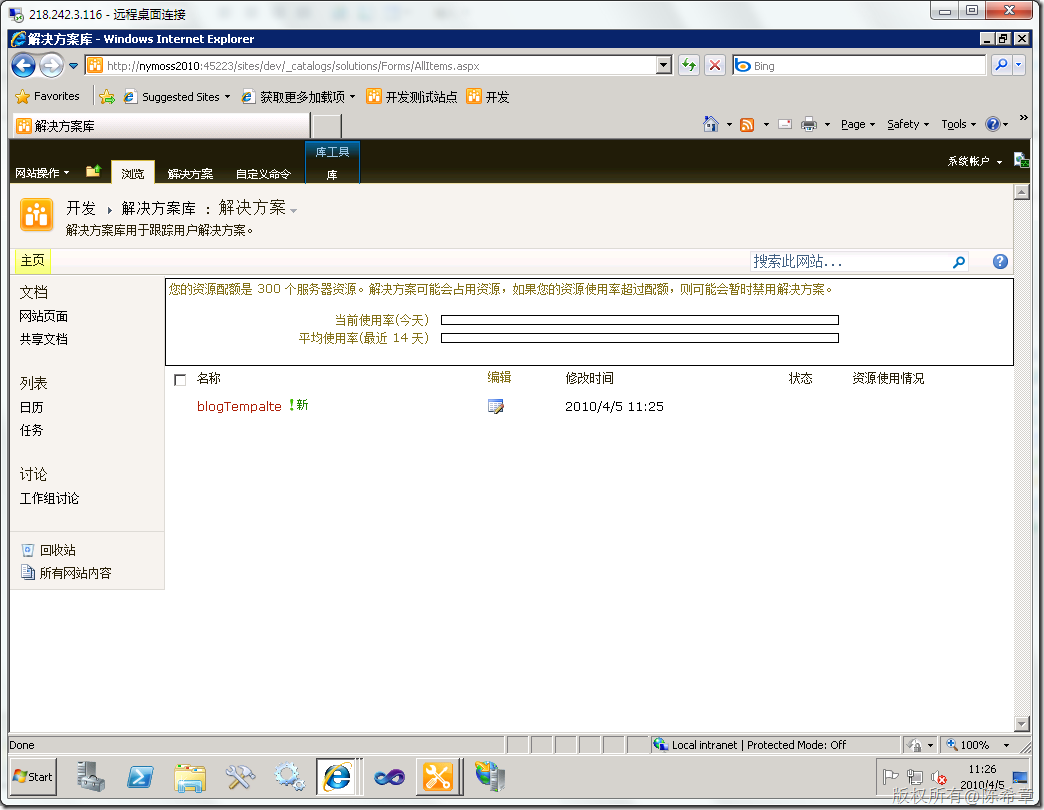 218.242.3.116 - 远程桌面连接
解决方案库 - Windows Internet Explorer
http://nymoss2010:45223/sites/dev/_catalogs/solutions/Forms/AllItems.aspx
Bing
Favorites Suggested Sites 获取更多加载项 开发测试站点 开发
解决方案库 Page Safety Tools »
库工具
网站操作 浏览 解决方案 自定义命令 库 系统帐户
开发 解决方案库 : 解决方案
解决方案库用于跟踪用户解决方案。
主页 搜索此网站...
文档
网站页面
共享文档
列表
日历
任务
讨论
工作组讨论
回收站
所有网站内容
您的资源配额是 300 个服务器资源。解决方案可能会占用资源，如果您的资源使用率超过配额，则可能会暂时禁用解决方案。
当前使用率(今天)
平均使用率(最近 14 天)
名称 编辑 修改时间 状态 资源使用情况
blogTempalte !新 2010/4/5 11:25
Done Local intranet | Protected Mode: Off 100%
Start
11:26
2010/4/5
版权所有@陈希章